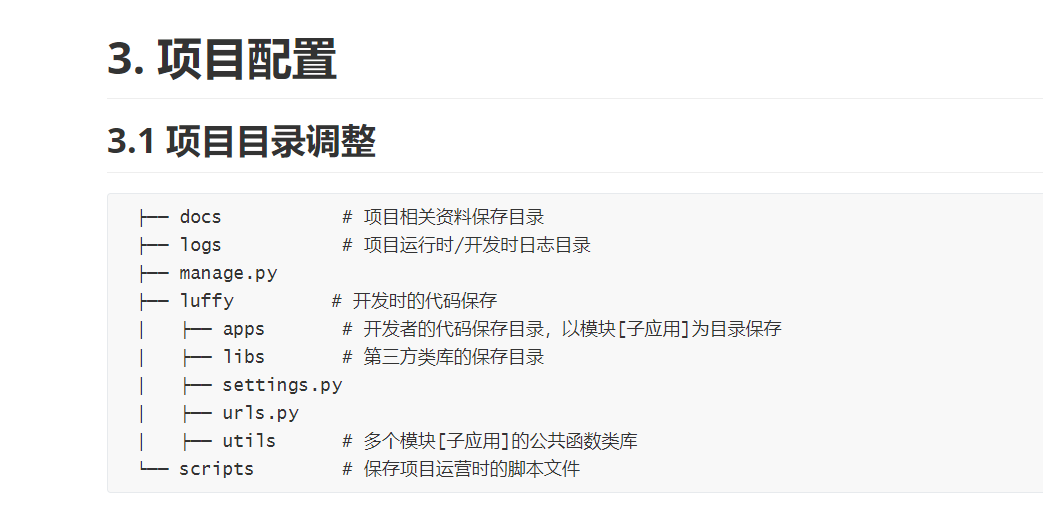 3. 项目配置
3.1 项目目录调整
├── docs           # 项目相关资料保存目录
├── logs           # 项目运行时/开发时日志目录
├── manage.py
├── luffy         # 开发时的代码保存
│   ├── apps       # 开发者的代码保存目录，以模块[子应用]为目录保存
│   ├── libs       # 第三方类库的保存目录
│   ├── settings.py
│   ├── urls.py
│   ├── utils      # 多个模块[子应用]的公共函数类库
└── scripts        # 保存项目运营时的脚本文件